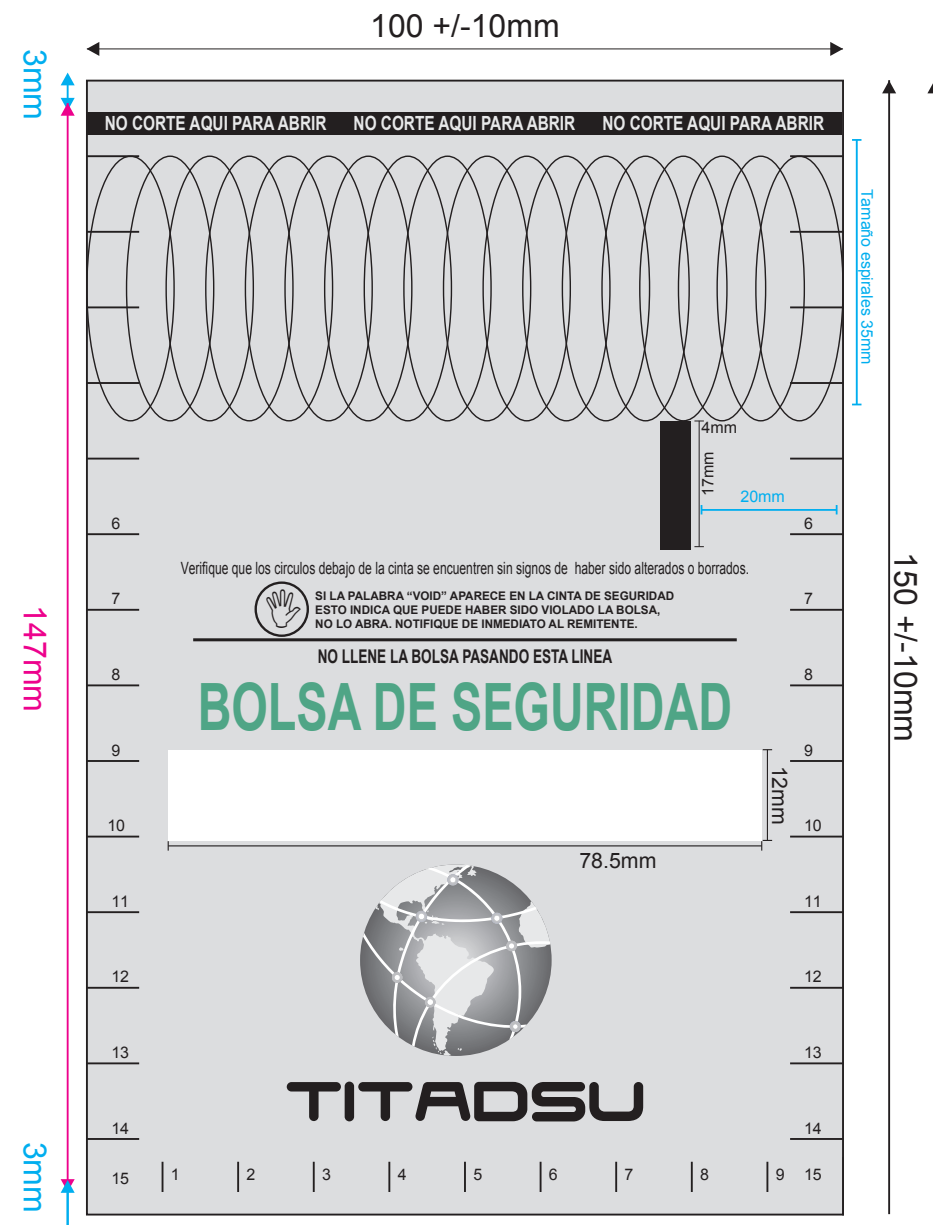 100 +/-10mm
3mm
NO CORTE AQUI PARA ABRIR NO CORTE AQUI PARA ABRIR NO CORTE AQUI PARA ABRIR
Tamaño espirales 35mm
4mm
17mm
20mm
6 6
Verifique que los circulos debajo de la cinta se encuentren sin signos de haber sido alterados o borrados.
SI LA PALABRA “VOID” APARECE EN LA CINTA DE SEGURIDAD
ESTO INDICA QUE PUEDE HABER SIDO VIOLADO LA BOLSA,
NO LO ABRA. NOTIFIQUE DE INMEDIATO AL REMITENTE.
7 7
147mm
150 +/-10mm
NO LLENE LA BOLSA PASANDO ESTA LINEA
8 8
BOLSA DE SEGURIDAD
9 9
12mm
10 10
78.5mm
11 11
12 12
13 13
TITADSU
14 14
3mm
15 1 2 3 4 5 6 7 8 9 15